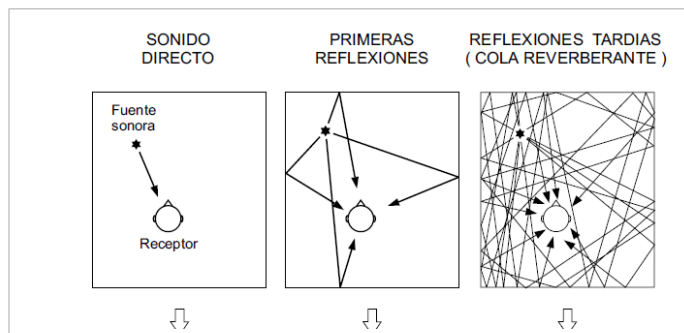 SONIDO
DIRECTO
PRIMERAS
REFLEXIONES
REFLEXIONES TARDIAS
( COLA REVERBERANTE )
Fuente
sonora
Receptor